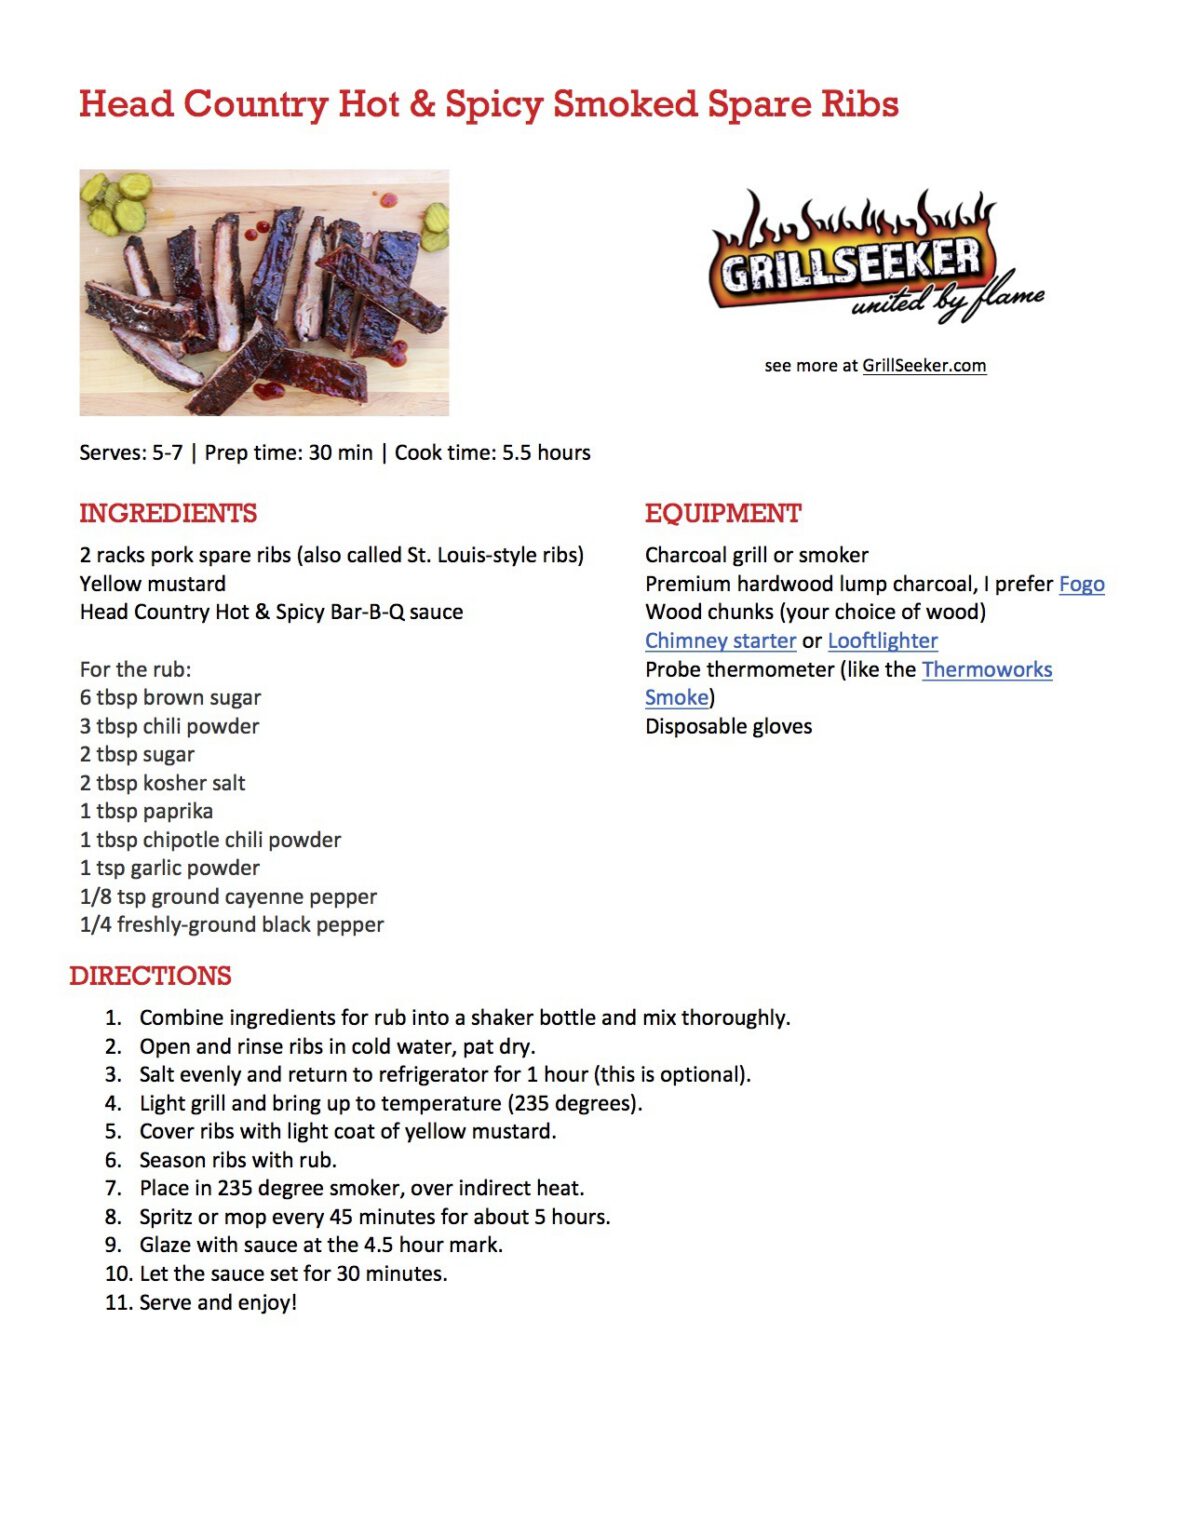 Head Country Hot & Spicy Smoked Spare Ribs
GRILLSEEKER
united by flame
see more at GrillSeeker.com
Serves: 5-7 | Prep time: 30 min | Cook time: 5.5 hours
INGREDIENTS
2 racks pork spare ribs (also called St. Louis-style ribs)
Yellow mustard
Head Country Hot & Spicy Bar-B-Q sauce
For the rub:
6 tbsp brown sugar
3 tbsp chili powder
2 tbsp sugar
2 tbsp kosher salt
1 tbsp paprika
1 tbsp chipotle chili powder
1 tsp garlic powder
1/8 tsp ground cayenne pepper
1/4 freshly-ground black pepper
EQUIPMENT
Charcoal grill or smoker
Premium hardwood lump charcoal, I prefer Fogo
Wood chunks (your choice of wood)
Chimney starter or Looftlighter
Probe thermometer (like the Thermoworks
Smoke)
Disposable gloves
DIRECTIONS
1. Combine ingredients for rub into a shaker bottle and mix thoroughly.
2. Open and rinse ribs in cold water, pat dry.
3. Salt evenly and return to refrigerator for 1 hour (this is optional).
4. Light grill and bring up to temperature (235 degrees).
5. Cover ribs with light coat of yellow mustard.
6. Season ribs with rub.
7. Place in 235 degree smoker, over indirect heat.
8. Spritz or mop every 45 minutes for about 5 hours.
9. Glaze with sauce at the 4.5 hour mark.
10. Let the sauce set for 30 minutes.
11. Serve and enjoy!